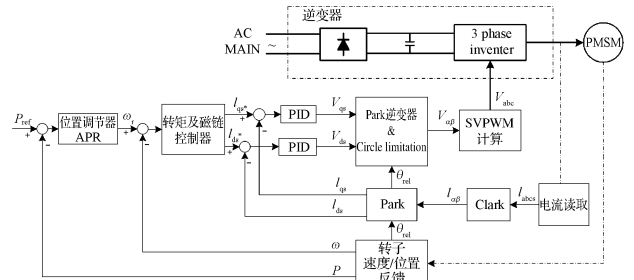 逆变器
AC
MAIN ~
3 phase
inventer
PMSM
P_ref
+
-
位置调节器
APR
ω_r
+
-
转矩及磁链
控制器
I_qs*
+
-
I_ds*
+
-
PID
PID
V_qs
V_ds
Park逆变器
&
Circle limitation
V_αβ
SVPWM
计算
V_abc
θ_rel
I_qs
I_ds
Park
I_αβ
Clark
I_abcs
电流读取
θ_rel
ω
P
转子
速度/位置
反馈